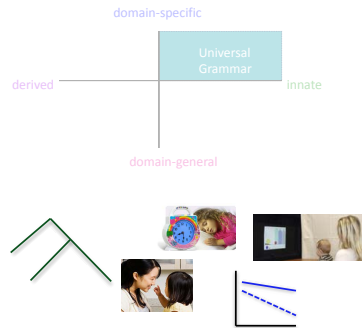 domain-specific
Universal
Grammar
derived
innate
domain-general